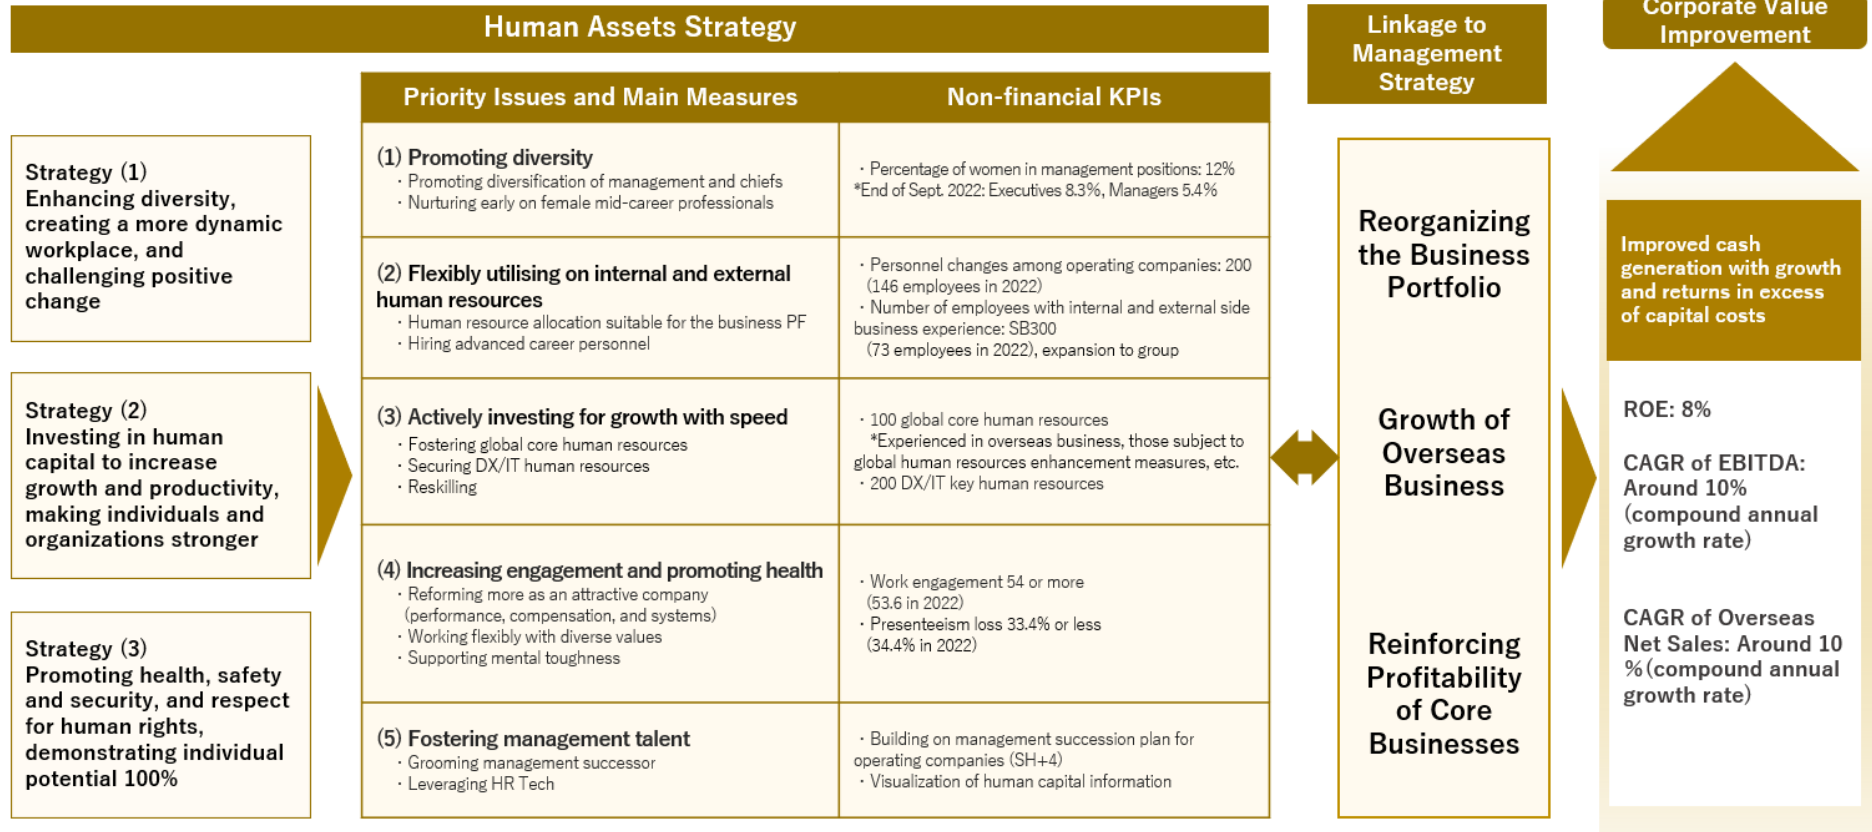 Human Assets Strategy
Linkage to
Management
Strategy
Corporate Value
Improvement
Priority Issues and Main Measures
Non-financial KPIs
Strategy (1)
Enhancing diversity,
creating a more dynamic
workplace, and
challenging positive
change
Strategy (2)
Investing in human
capital to increase
growth and productivity,
making individuals and
organizations stronger
Strategy (3)
Promoting health, safety
and security, and respect
for human rights,
demonstrating individual
potential 100%
(1) Promoting diversity
・Promoting diversification of management and chiefs
・Nurturing early on female mid-career professionals
・Percentage of women in management positions: 12%
*End of Sept. 2022: Executives 8.3%, Managers 5.4%
(2) Flexibly utilising on internal and external
human resources
・Human resource allocation suitable for the business PF
・Hiring advanced career personnel
・Personnel changes among operating companies: 200
(146 employees in 2022)
・Number of employees with internal and external side
business experience: SB300
(73 employees in 2022), expansion to group
(3) Actively investing for growth with speed
・Fostering global core human resources
・Securing DX/IT human resources
・Reskilling
・100 global core human resources
*Experienced in overseas business, those subject to
global human resources enhancement measures, etc.
・200 DX/IT key human resources
(4) Increasing engagement and promoting health
・Reforming more as an attractive company
(performance, compensation, and systems)
・Working flexibly with diverse values
・Supporting mental toughness
・Work engagement 54 or more
(53.6 in 2022)
・Presenteeism loss 33.4% or less
(34.4% in 2022)
(5) Fostering management talent
・Grooming management successor
・Leveraging HR Tech
・Building on management succession plan for
operating companies (SH+4)
・Visualization of human capital information
Reorganizing
the Business
Portfolio
Growth of
Overseas
Business
Reinforcing
Profitability
of Core
Businesses
Improved cash
generation with growth
and returns in excess
of capital costs
ROE: 8%
CAGR of EBITDA:
Around 10%
(compound annual
growth rate)
CAGR of Overseas
Net Sales: Around 10
%(compound annual
growth rate)